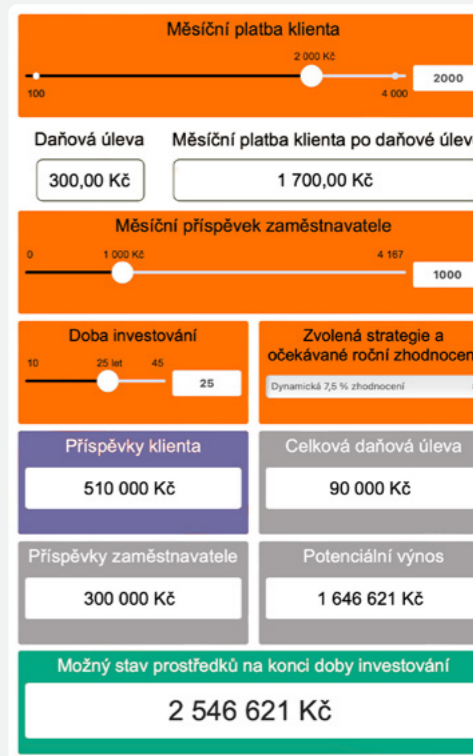 Měsíční platba klienta
2 000 Kč
2000
100
4 000
Daňová úleva
Měsíční platba klienta po daňové úlevě
300,00 Kč
1 700,00 Kč
Měsíční příspěvek zaměstnavatele
0
1 000 Kč
4 167
1000
Doba investování
10
25 let
45
25
Zvolená strategie a
očekávané roční zhodnocen
Dynamická 7,5 % zhodnocení
Příspěvky klienta
Celková daňová úleva
510 000 Kč
90 000 Kč
Příspěvky zaměstnavatele
Potenciální výnos
300 000 Kč
1 646 621 Kč
Možný stav prostředků na konci doby investování
2 546 621 Kč